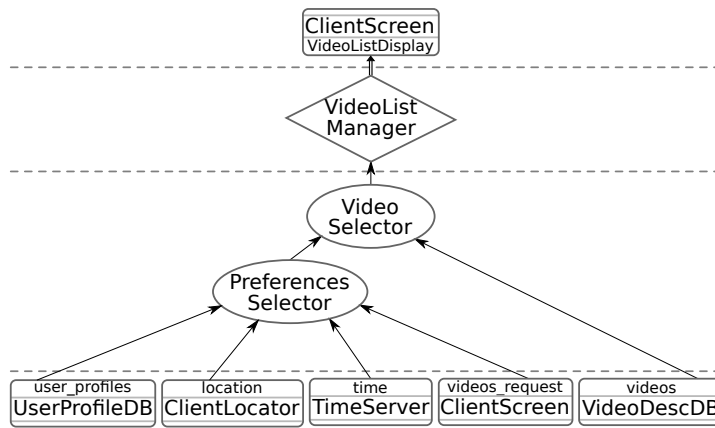 ClientScreen
VideoListDisplay
VideoList
Manager
Video
Selector
Preferences
Selector
user_profiles
UserProfileDB
location
ClientLocator
time
TimeServer
videos_request
ClientScreen
videos
VideoDescDB